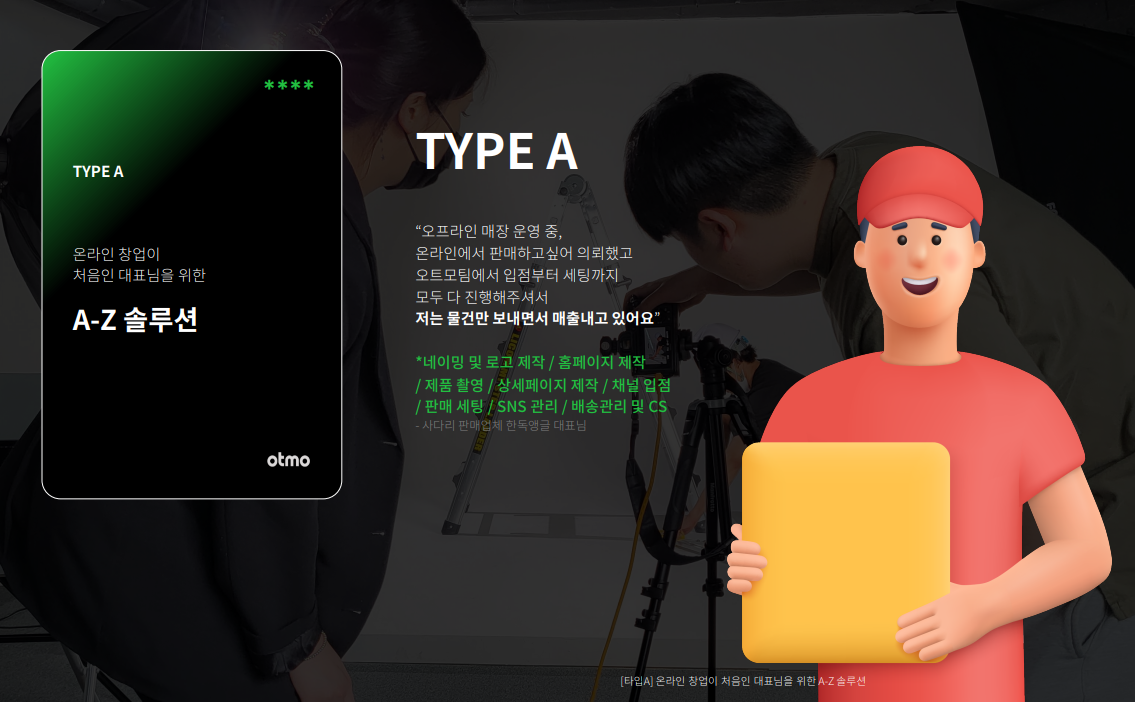 ****
TYPE A
온라인 창업이
처음인 대표님을 위한
A-Z 솔루션
otmo
TYPE A
“오프라인 매장 운영 중,
온라인에서 판매하고싶어 의뢰했고
오트모팀에서 입점부터 세팅까지
모두 다 진행해주셔서
저는 물건만 보내면서 매출내고 있어요”
*네이밍 및 로고 제작 / 홈페이지 제작
/ 제품 촬영 / 상세페이지 제작 / 채널 입점
/ 판매 세팅 / SNS 관리 / 배송관리 및 CS
- 사다리 판매업체 한독앵글 대표님
[타입A] 온라인 창업이 처음인 대표님을 위한 A-Z 솔루션